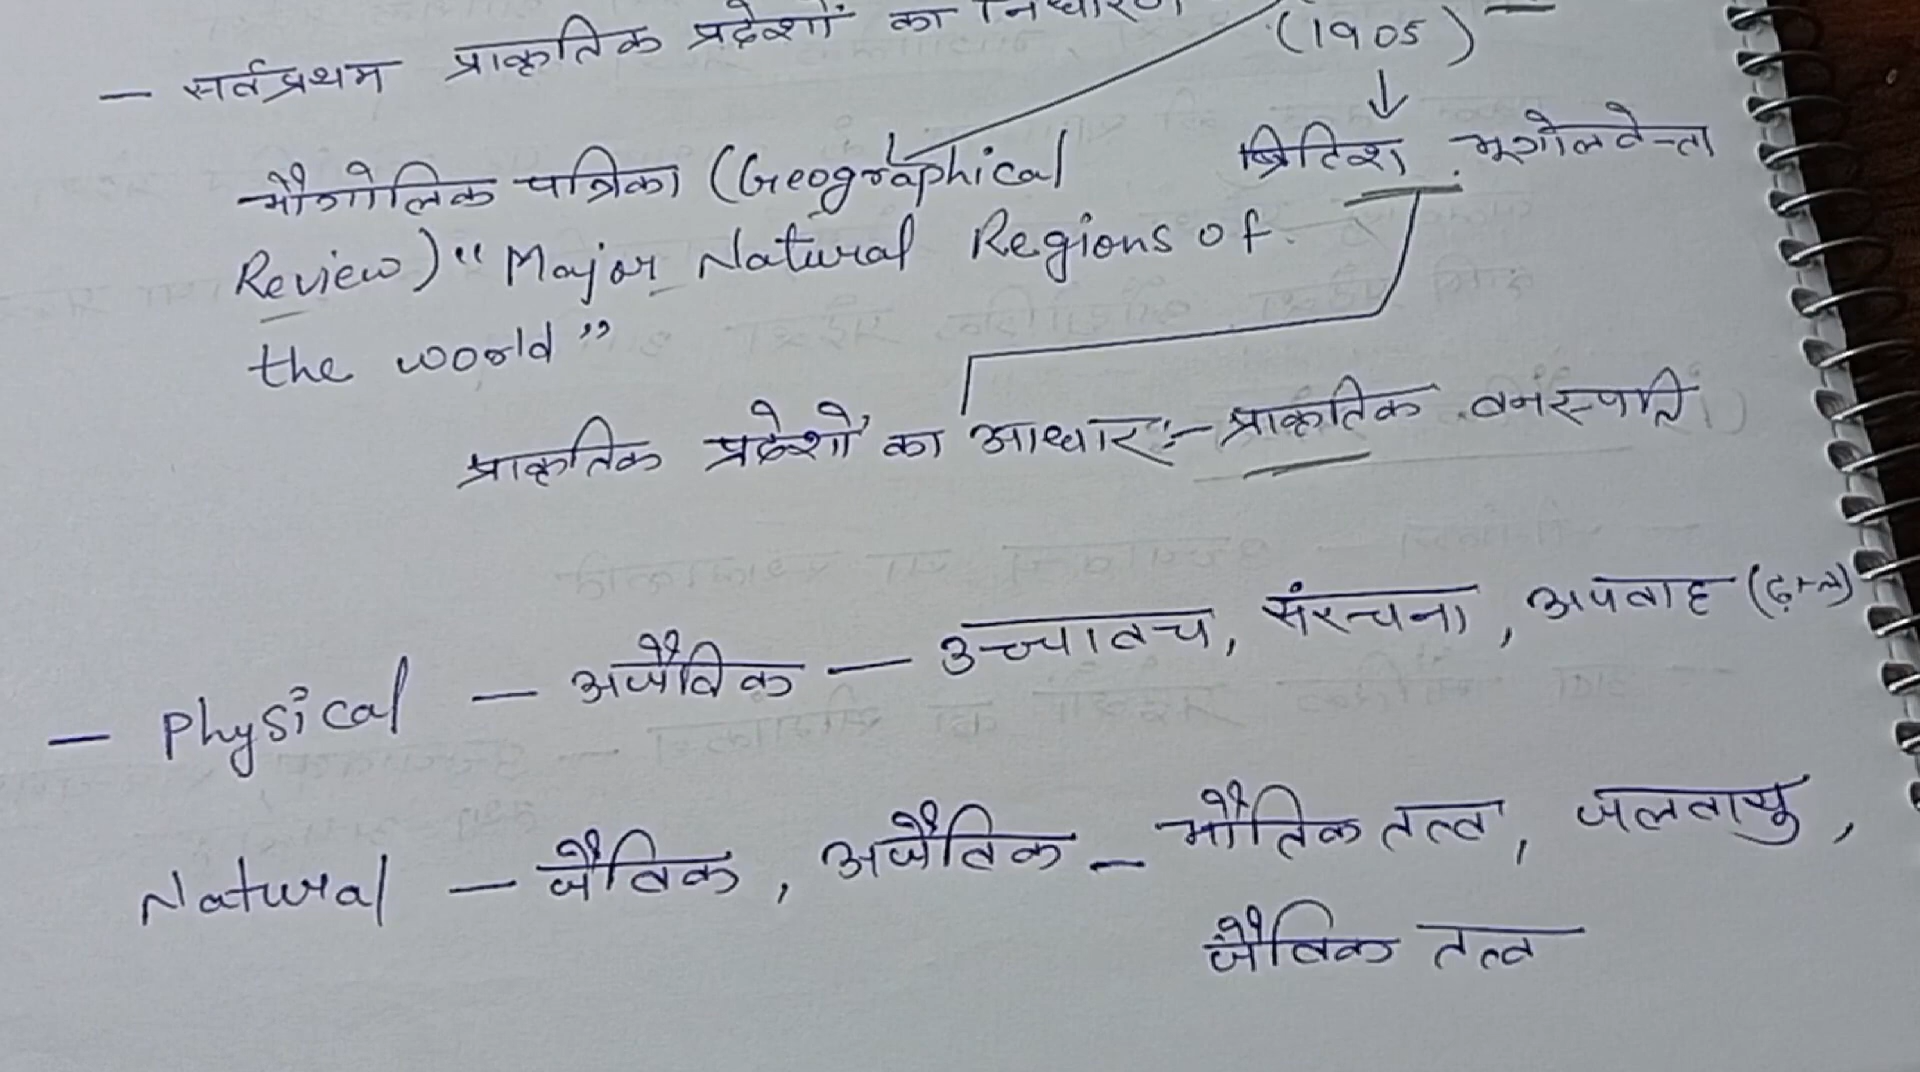 — सर्वप्रथम प्राकृतिक प्रदेशों का निर्धारण
(1905)
↓
भौगोलिक पत्रिका (Geographical
ब्रिटिश भूगोलवेत्ता
Review) "Major Natural Regions of
the world"
प्राकृतिक प्रदेशों का आधार :- प्राकृतिक वनस्पति
— Physical — अजैविक — उच्चावच, संरचना, अपवाह
Natural — जैविक, अजैविक — भौतिक तत्व, जलवायु,
जैविक तत्व